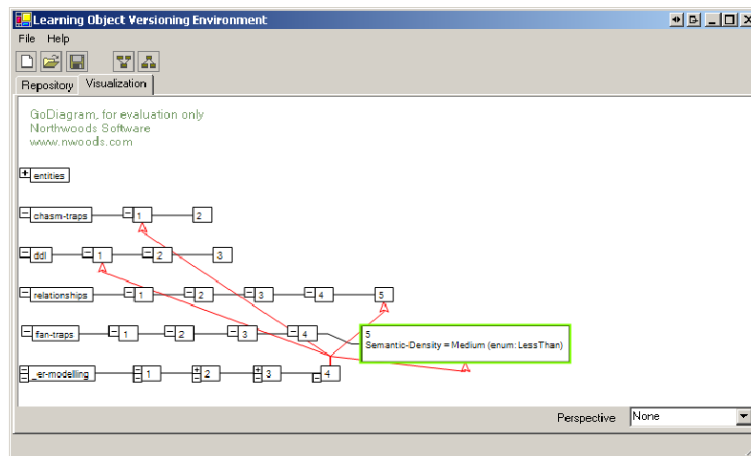 Learning Object Versioning Environment
File Help
Repository Visualization
GoDiagram, for evaluation only
Northwoods Software
www.nwoods.com
entities
chasm-traps 1 2
ddl 1 2 3
relationships 1 2 3 4 5
fan-traps 1 2 3 4
5
Semantic-Density = Medium (enum: LessThan)
_er-modelling 1 2 3 4
Perspective None